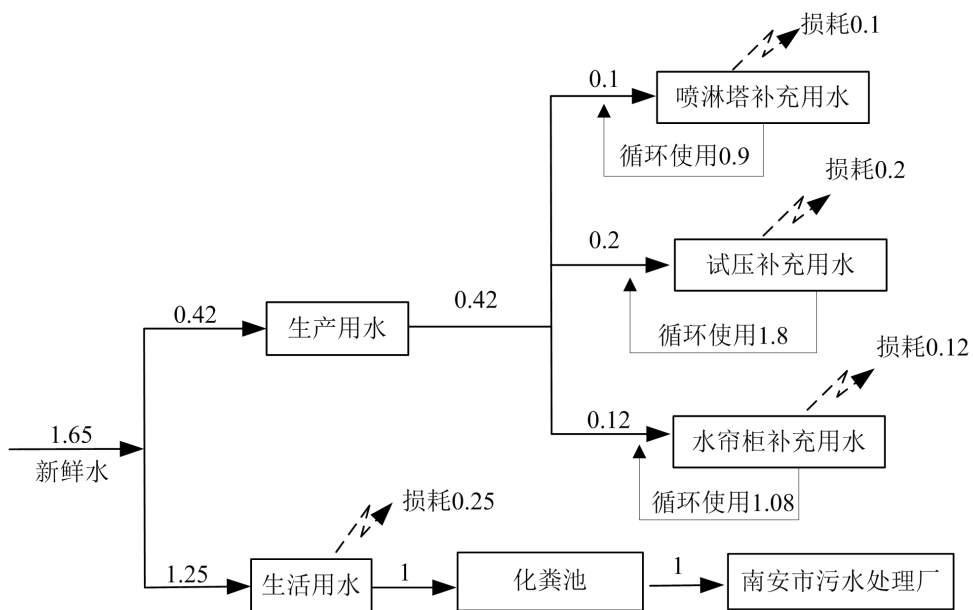 损耗0.1
0.1
喷淋塔补充用水
循环使用0.9
损耗0.2
0.2
试压补充用水
循环使用1.8
0.42
生产用水
0.42
损耗0.12
0.12
水帘柜补充用水
循环使用1.08
1.65
新鲜水
损耗0.25
1.25
生活用水
1
化粪池
1
南安市污水处理厂